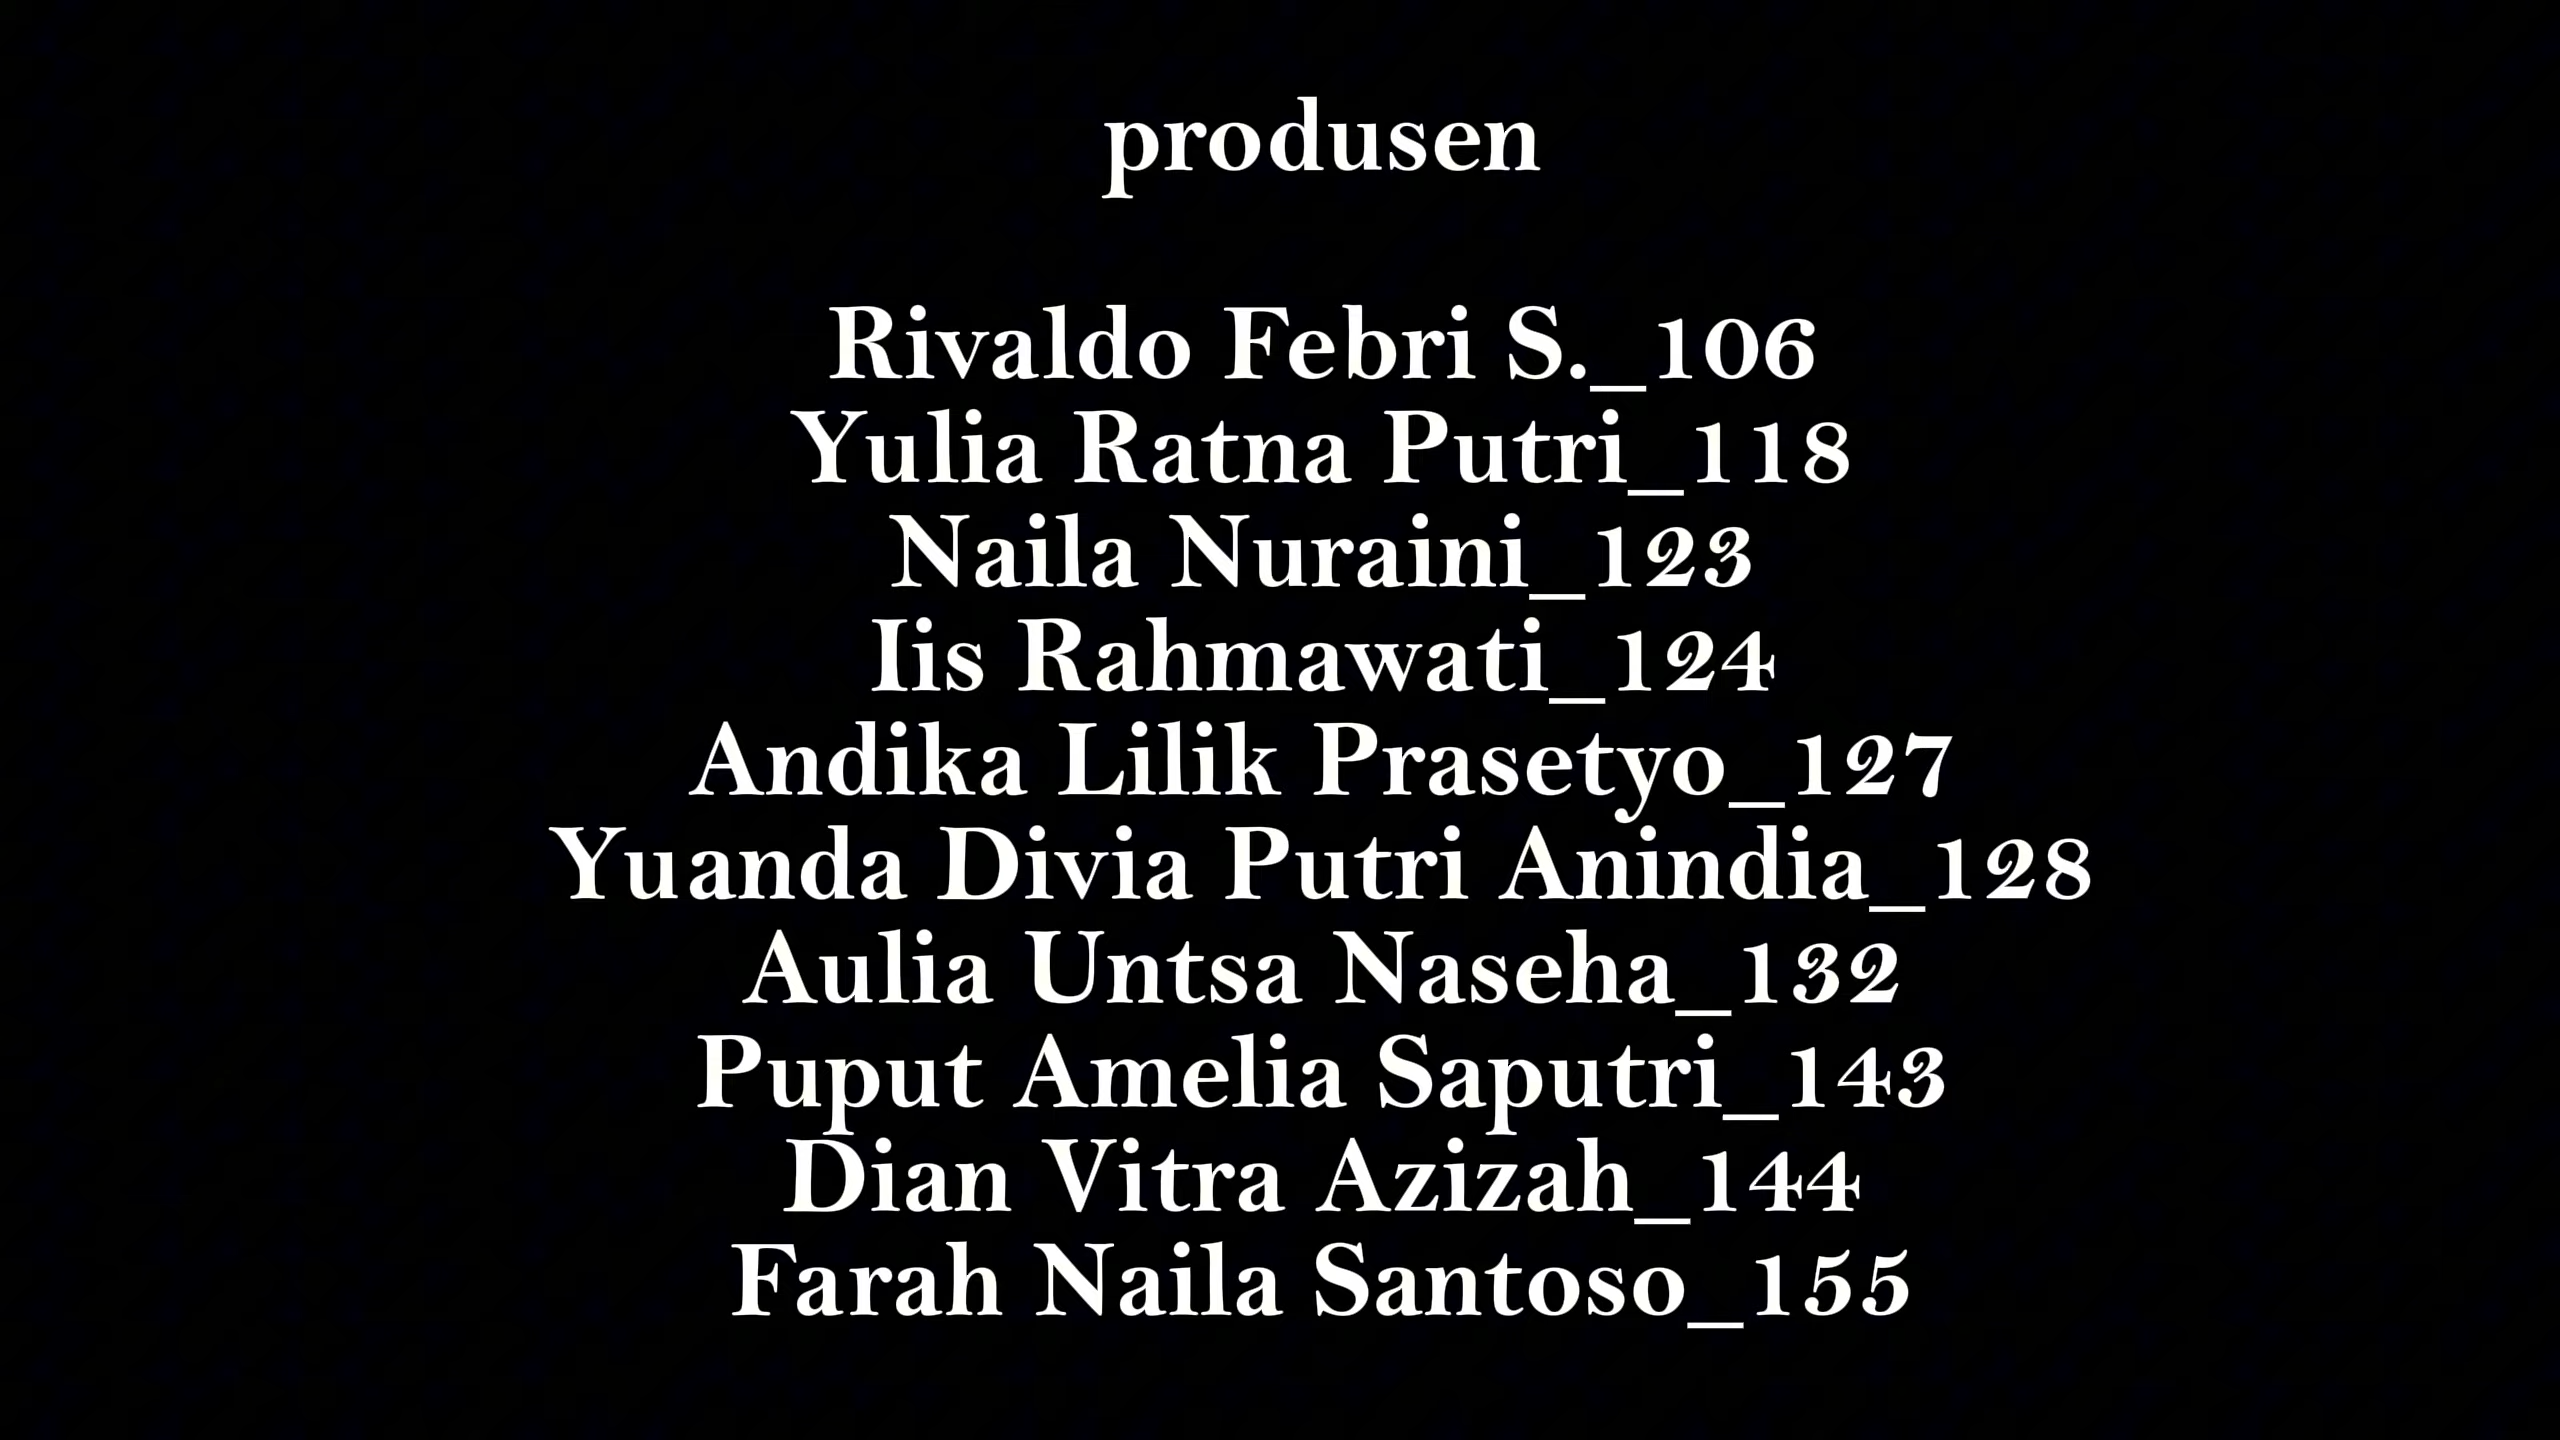 produsen
Rivaldo Febri S._106
Yulia Ratna Putri_118
Naila Nuraini_123
Iis Rahmawati_124
Andika Lilik Prasetyo_127
Yuanda Divia Putri Anindia_128
Aulia Untsa Naseha_132
Puput Amelia Saputri_143
Dian Vitra Azizah_144
Farah Naila Santoso_155